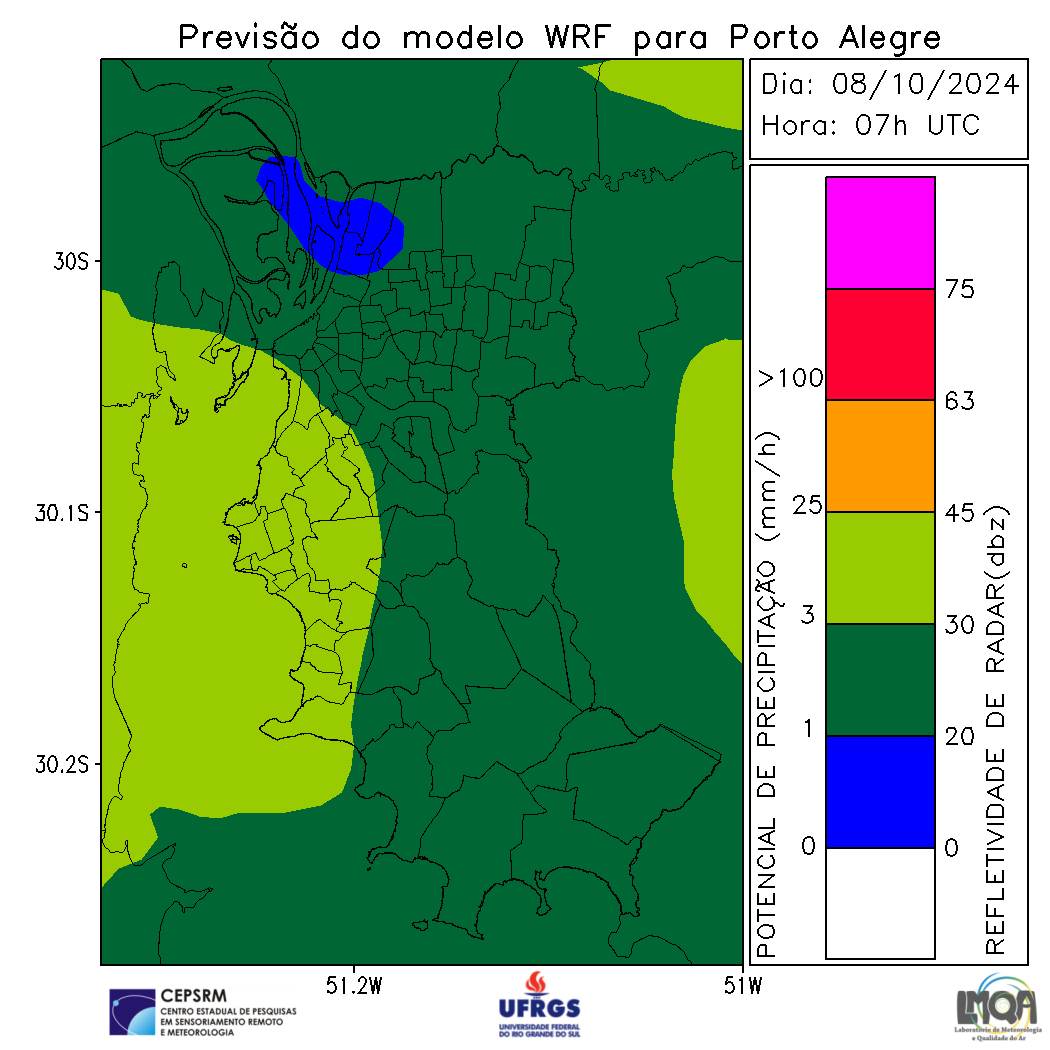 Previsão do modelo WRF para Porto Alegre
Dia: 08/10/2024
Hora: 07h UTC
30S
30.1S
30.2S
51.2W
51W
POTENCIAL DE PRECIPITAÇÃO (mm/h)
>100
25
3
1
0
75
63
45
30
20
0
REFLETIVIDADE DE RADAR(dbz)
CEPSRM
CENTRO ESTADUAL DE PESQUISAS
EM SENSORIAMENTO REMOTO
E METEOROLOGIA
UFRGS
UNIVERSIDADE FEDERAL
DO RIO GRANDE DO SUL
LMQA
Laboratório de Meteorologia
e Qualidade do Ar